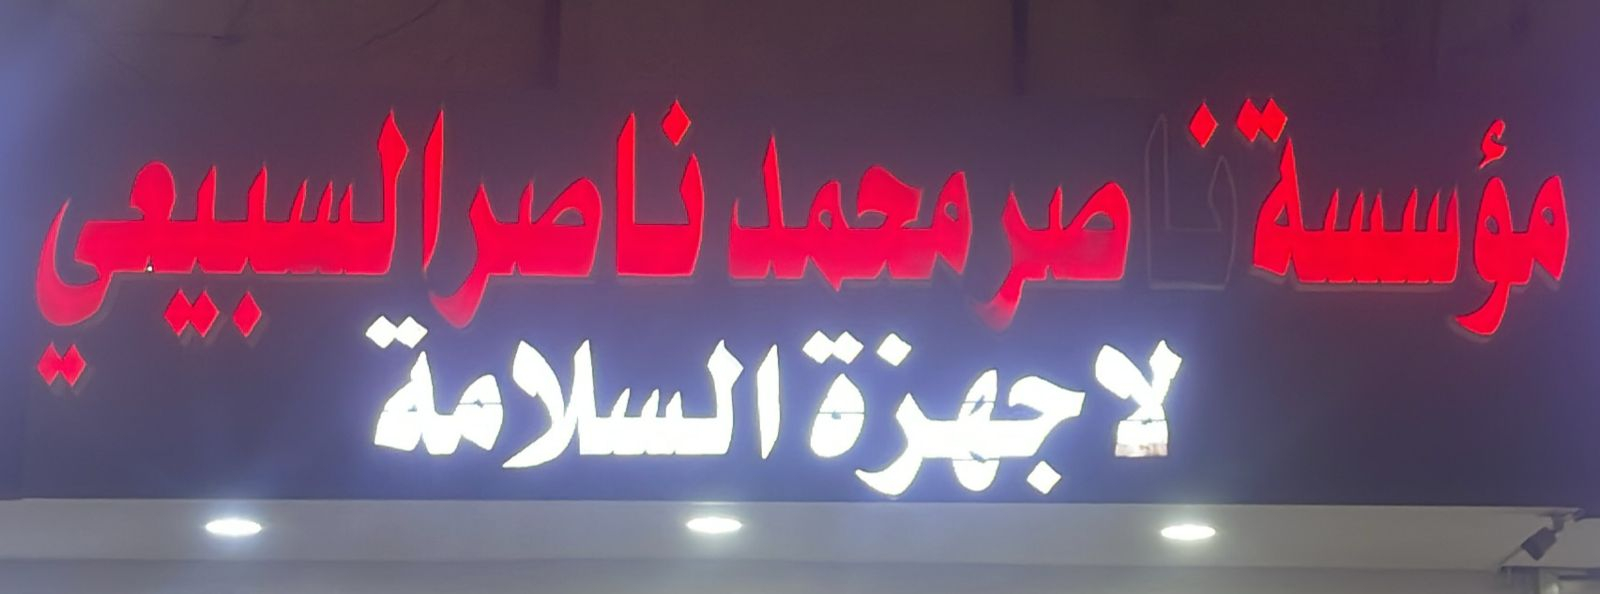 مؤسسة ناصر محمد ناصر السبيعي
لاجهزة السلامة